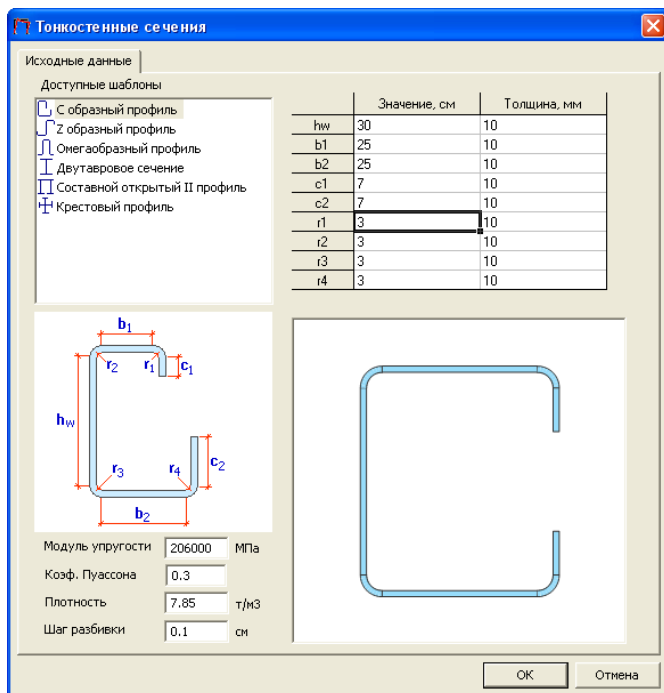 Тонкостенные сечения
Исходные данные
Доступные шаблоны
С образный профиль
Z образный профиль
Омегаобразный профиль
Двутавровое сечение
Составной открытый II профиль
Крестовый профиль
Значение, см Толщина, мм
hw 30 10
b1 25 10
b2 25 10
c1 7 10
c2 7 10
r1 3 10
r2 3 10
r3 3 10
r4 3 10
b1
r2 r1 c1
hw
r3 r4 c2
b2
Модуль упругости 206000 МПа
Коэф. Пуассона 0.3
Плотность 7.85 т/м3
Шаг разбивки 0.1 см
ОК Отмена